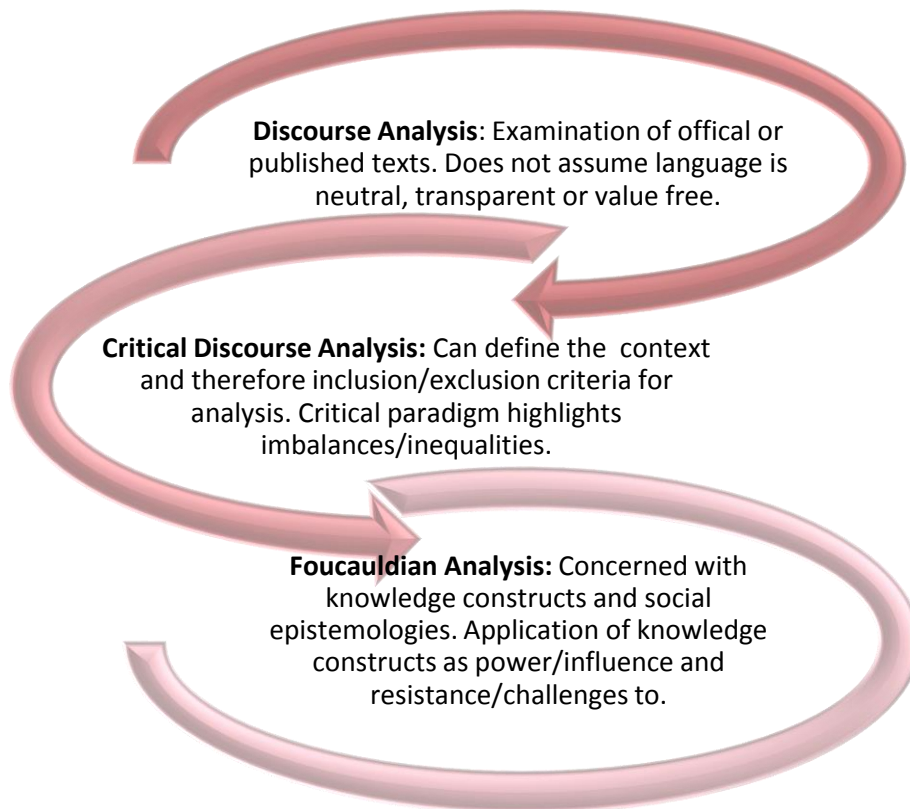 Discourse Analysis: Examination of offical or
published texts. Does not assume language is
neutral, transparent or value free.
Critical Discourse Analysis: Can define the context
and therefore inclusion/exclusion criteria for
analysis. Critical paradigm highlights
imbalances/inequalities.
Foucauldian Analysis: Concerned with
knowledge constructs and social
epistemologies. Application of knowledge
constructs as power/influence and
resistance/challenges to.